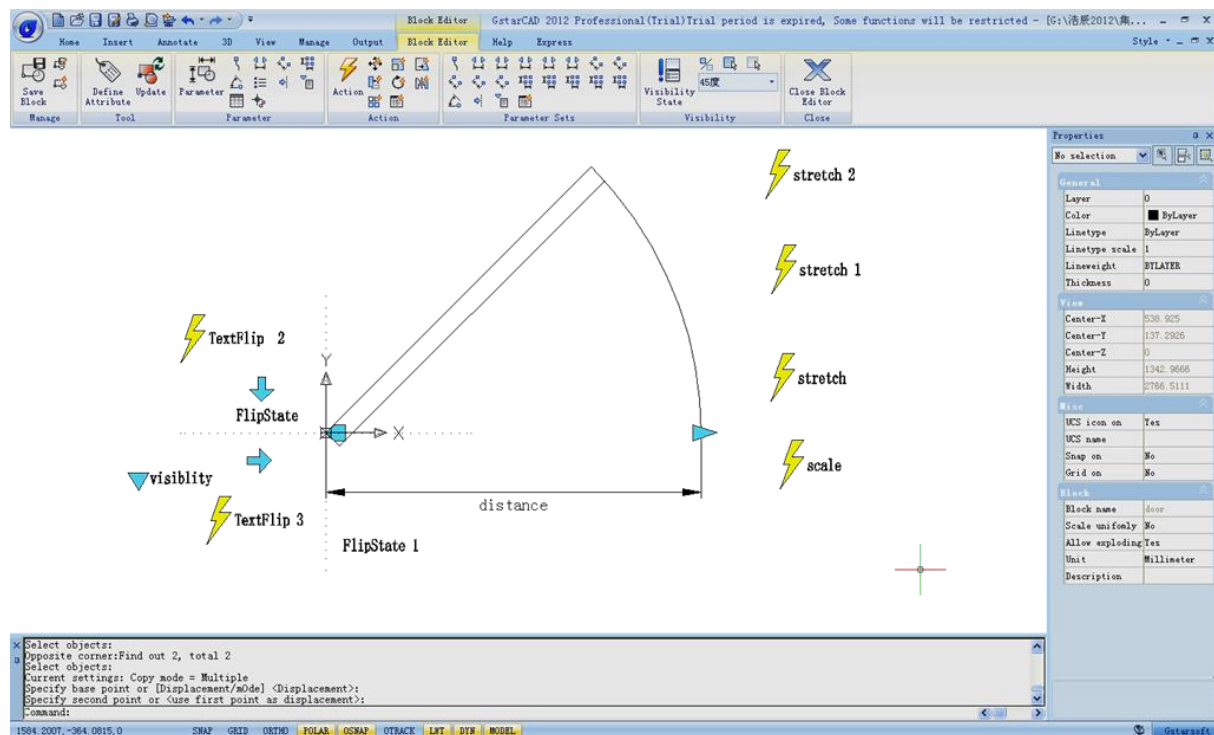 Block Editor GstarCAD 2012 Professional(Trial)Trial period is expired, Some functions will be restricted - [G:\浩辰2012\集...
Home Insert Annotate 3D View Manage Output Block Editor Help Express Style
Save Block
Define Attribute
Update
Parameter
Action
Visibility State
45度
Close Block Editor
Manage Tool Parameter Action Parameter Sets Visibility Close
Properties
No selection
General
Layer 0
Color ByLayer
Linetype ByLayer
Linetype scale 1
Lineweight BYLAYER
Thickness 0
View
Center-X 538.925
Center-Y 137.2926
Center-Z 0
Height 1342.9666
Width 2766.5111
Misc
UCS icon on Yes
UCS name
Snap on No
Grid on No
Block
Block name door
Scale unifomly No
Allow exploding Yes
Unit Millimeter
Description
stretch 2
stretch 1
TextFlip 2
stretch
Y
FlipState
X
scale
visiblity
distance
TextFlip 3
FlipState 1
Select objects:
Opposite corner:Find out 2, total 2
Select objects:
Current settings: Copy mode = Multiple
Specify base point or [Displacement/mOde] <Displacement>:
Specify second point or <use first point as displacement>:
Command:
1584.2007,-364.0815,0 SNAP GRID ORTHO POLAR OSNAP OTRACK LWT DYN MODEL Gstarsoft